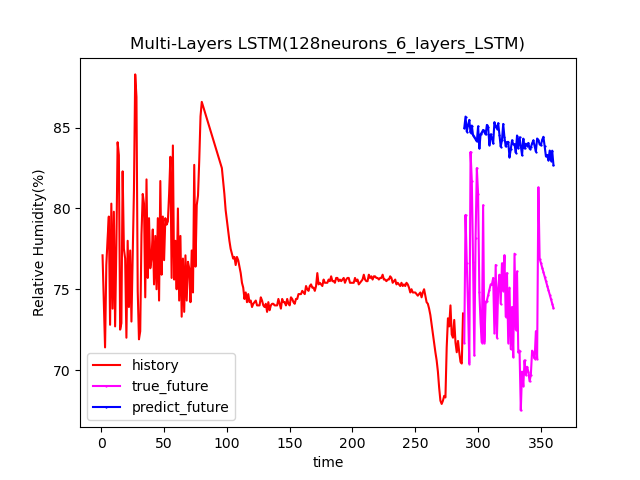 Multi-Layers LSTM(128neurons_6_layers_LSTM)
Relative Humidity(%)
85
80
75
70
history
true_future
predict_future
0
50
100
150
200
250
300
350
time